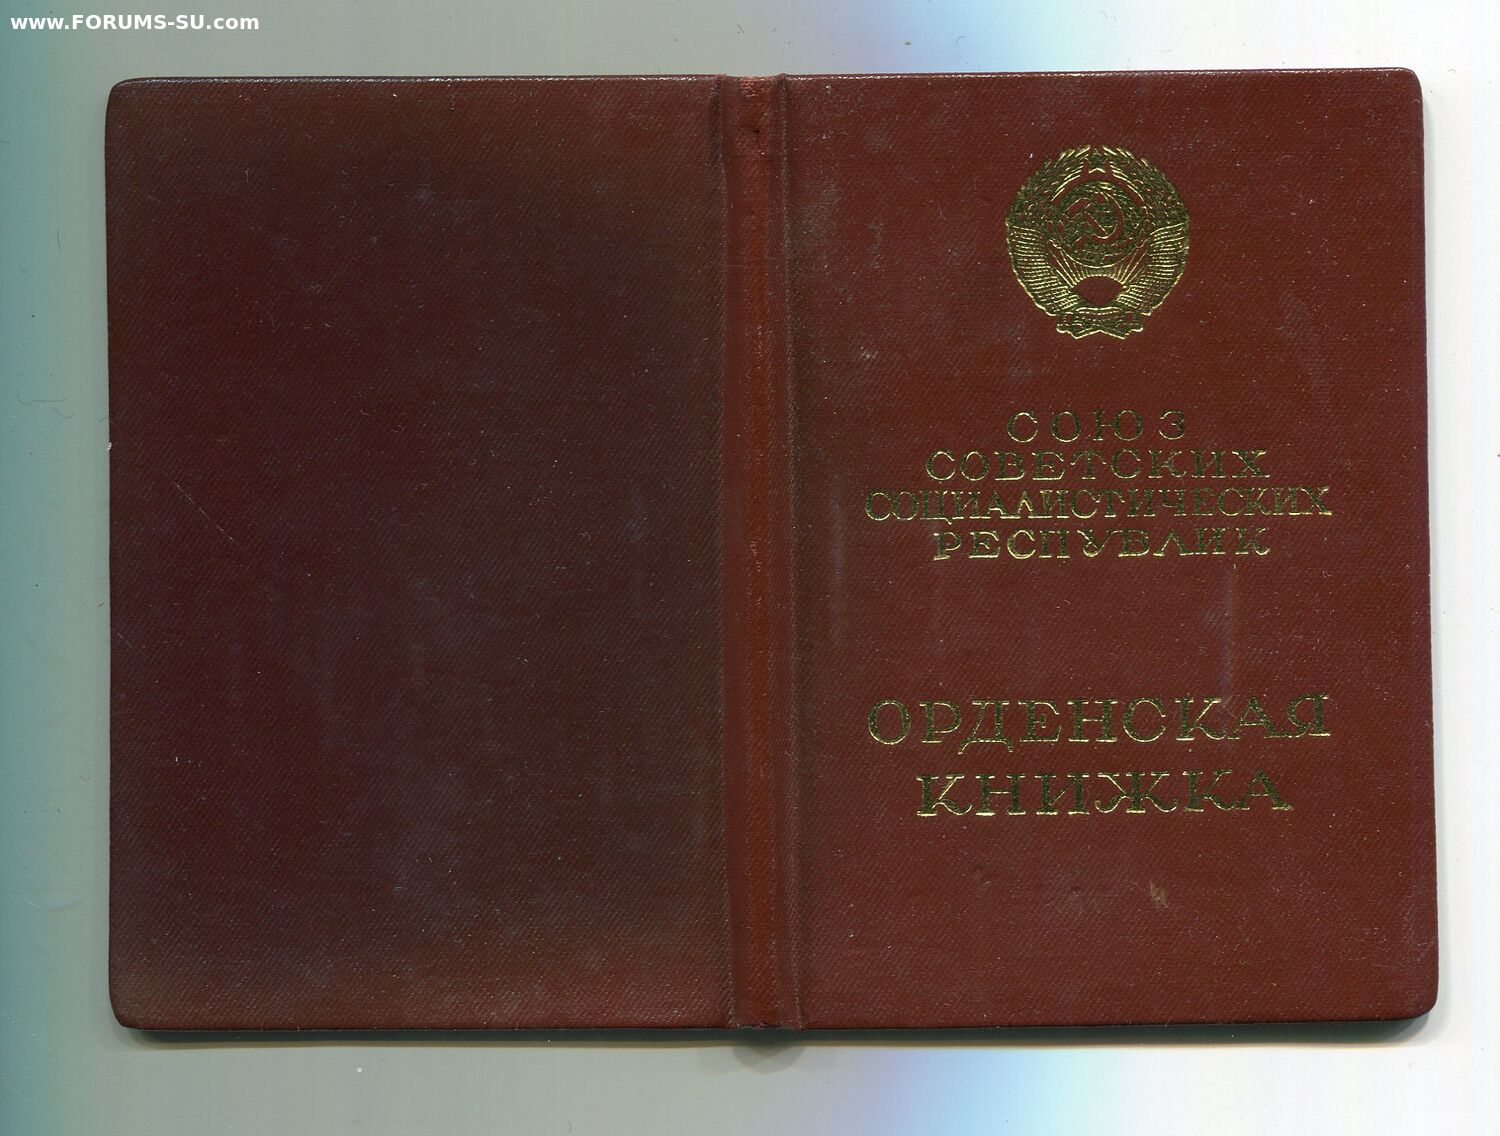 www.FORUMS-SU.com
СОЮЗ
СОВЕТСКИХ
СОЦИАЛИСТИЧЕСКИХ
РЕСПУБЛИК
ОРДЕНСКАЯ
КНИЖКА